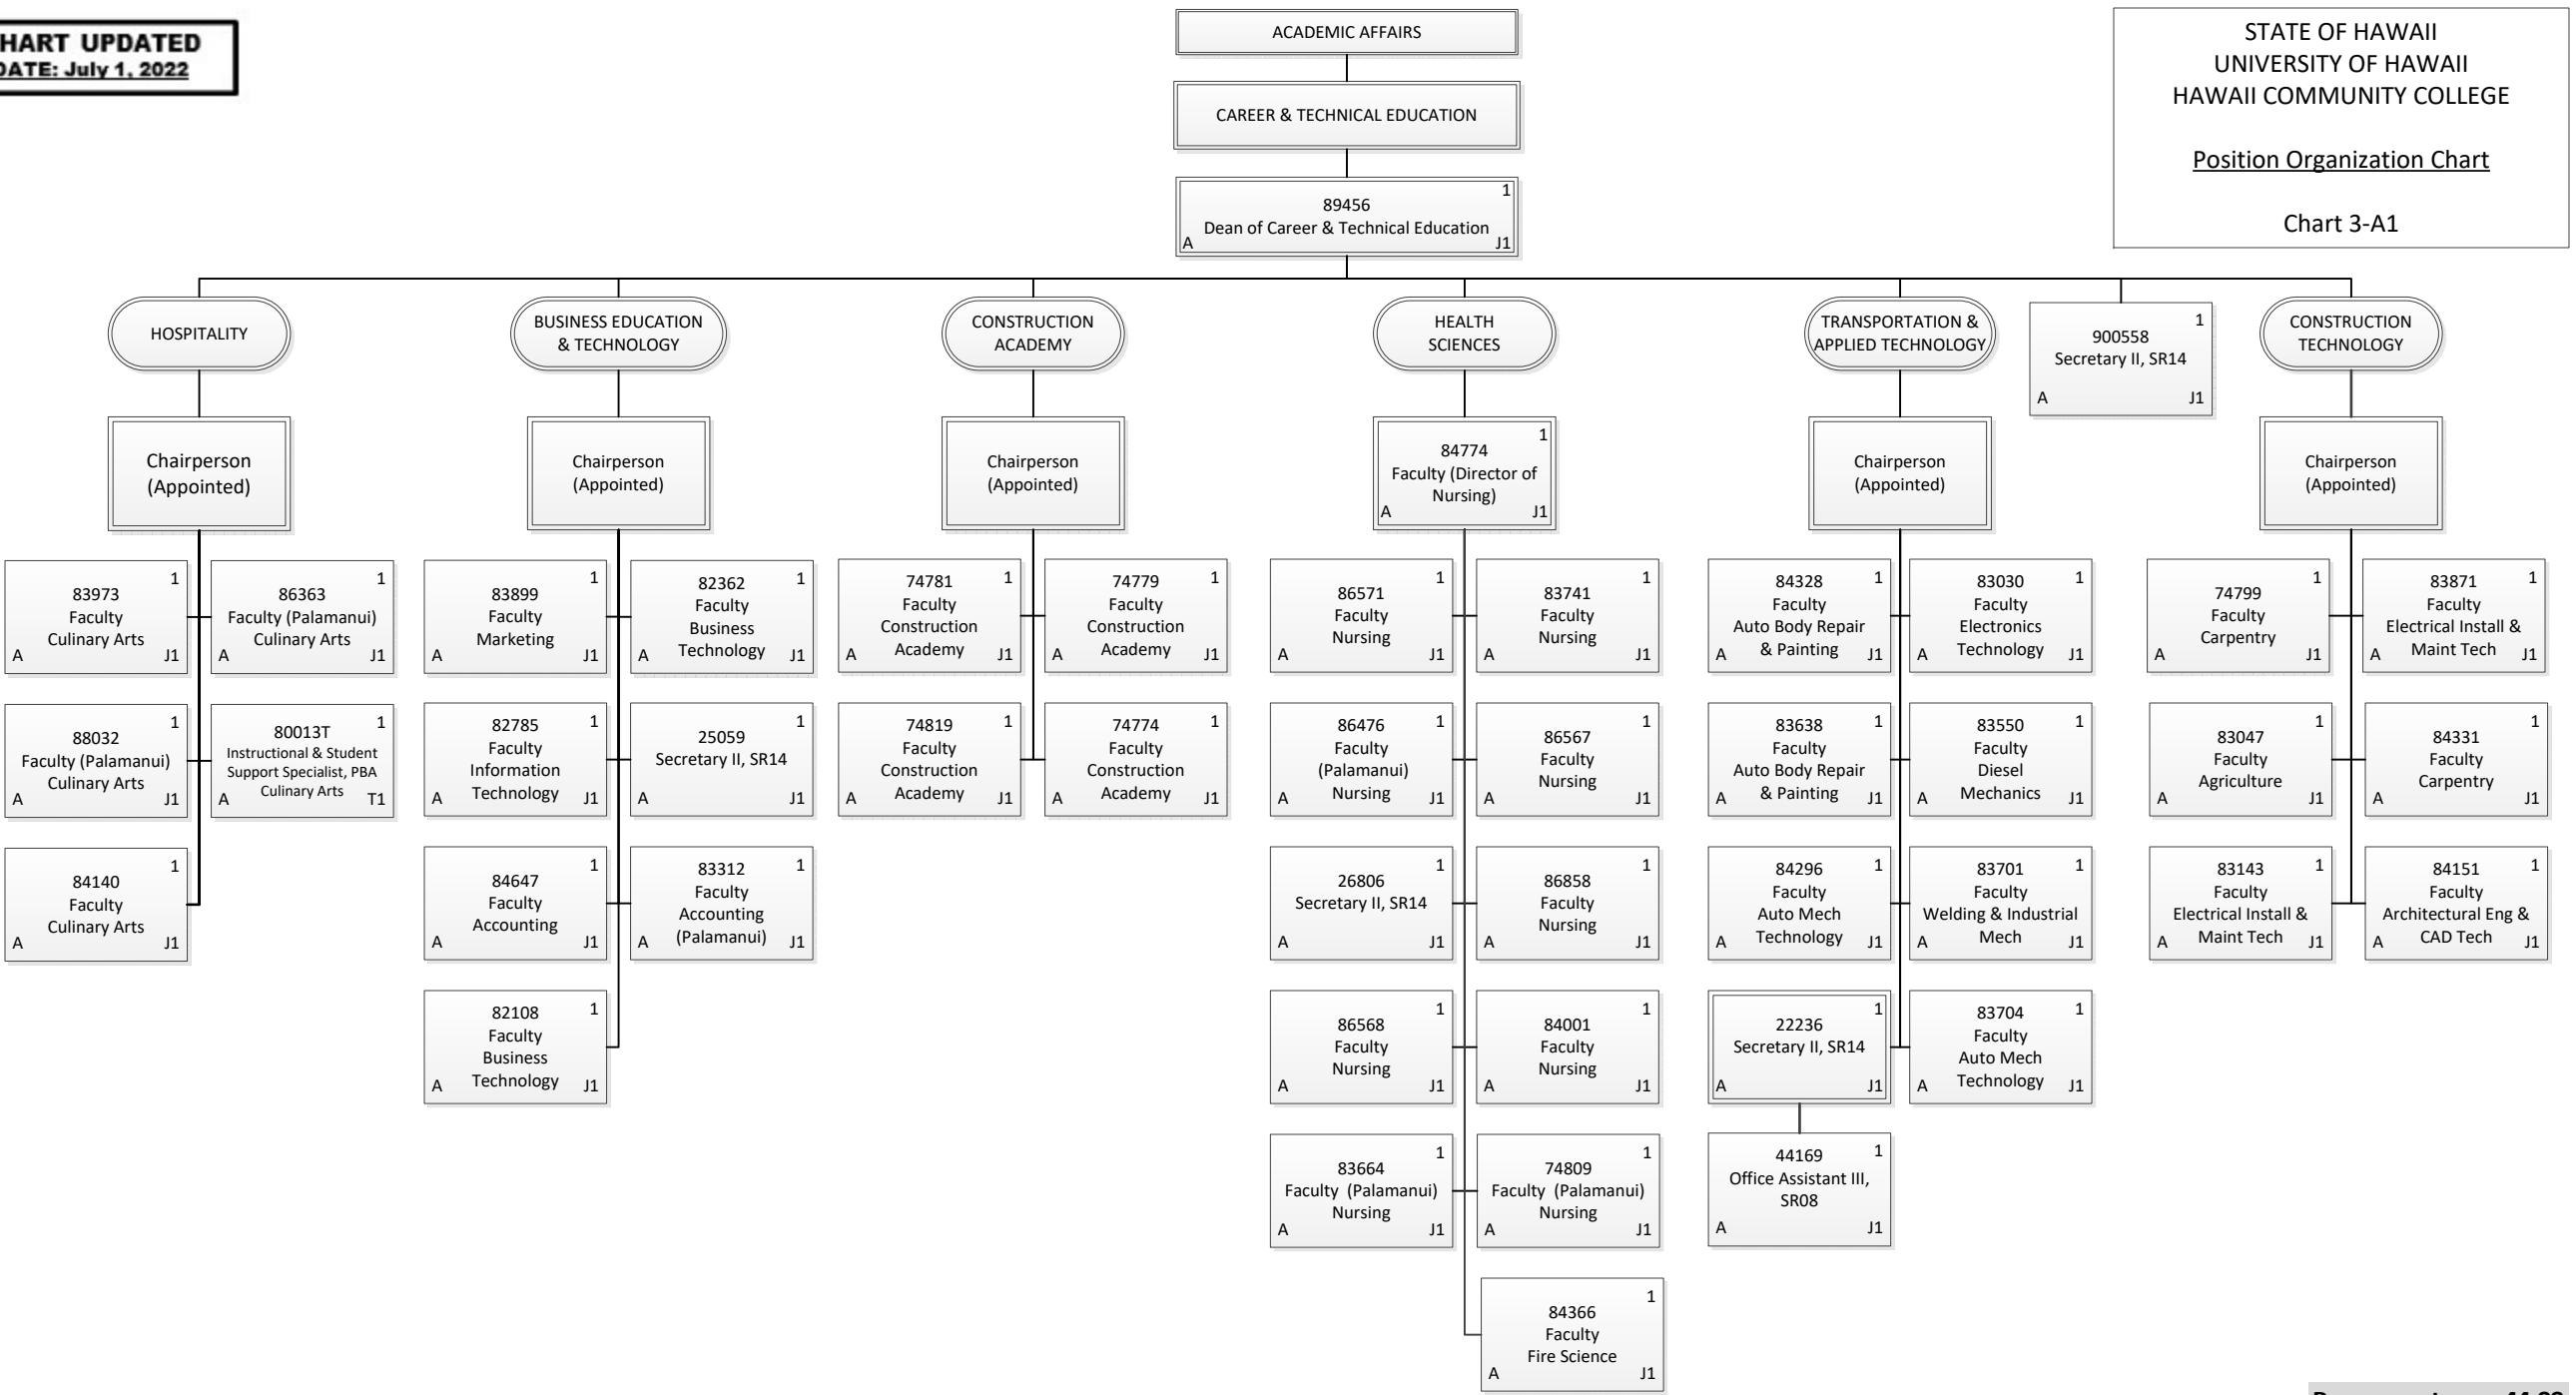 HART UPDATED
DATE: July 1, 2022
ACADEMIC AFFAIRS
STATE OF HAWAII
UNIVERSITY OF HAWAII
HAWAII COMMUNITY COLLEGE
Position Organization Chart
Chart 3-A1
CAREER & TECHNICAL EDUCATION
1
89456
Dean of Career & Technical Education
A J1
HOSPITALITY
Chairperson
(Appointed)
1
83973
Faculty
Culinary Arts
A J1
1
86363
Faculty (Palamanui)
Culinary Arts
A J1
1
88032
Faculty (Palamanui)
Culinary Arts
A J1
1
80013T
Instructional & Student
Support Specialist, PBA
Culinary Arts
A T1
1
84140
Faculty
Culinary Arts
A J1
BUSINESS EDUCATION
& TECHNOLOGY
Chairperson
(Appointed)
1
83899
Faculty
Marketing
A J1
1
82362
Faculty
Business
Technology
A J1
1
82785
Faculty
Information
Technology
A J1
1
25059
Secretary II, SR14
A J1
1
84647
Faculty
Accounting
A J1
1
83312
Faculty
Accounting
(Palamanui)
A J1
1
82108
Faculty
Business
Technology
A J1
CONSTRUCTION
ACADEMY
Chairperson
(Appointed)
1
74781
Faculty
Construction
Academy
A J1
1
74779
Faculty
Construction
Academy
A J1
1
74819
Faculty
Construction
Academy
A J1
1
74774
Faculty
Construction
Academy
A J1
HEALTH
SCIENCES
1
84774
Faculty (Director of
Nursing)
A J1
1
86571
Faculty
Nursing
A J1
1
83741
Faculty
Nursing
A J1
1
86476
Faculty
(Palamanui)
Nursing
A J1
1
86567
Faculty
Nursing
A J1
1
26806
Secretary II, SR14
A J1
1
86858
Faculty
Nursing
A J1
1
86568
Faculty
Nursing
A J1
1
84001
Faculty
Nursing
A J1
1
83664
Faculty (Palamanui)
Nursing
A J1
1
74809
Faculty (Palamanui)
Nursing
A J1
1
84366
Faculty
Fire Science
A J1
TRANSPORTATION &
APPLIED TECHNOLOGY
Chairperson
(Appointed)
1
84328
Faculty
Auto Body Repair
& Painting
A J1
1
83030
Faculty
Electronics
Technology
A J1
1
83638
Faculty
Auto Body Repair
& Painting
A J1
1
83550
Faculty
Diesel
Mechanics
A J1
1
84296
Faculty
Auto Mech
Technology
A J1
1
83701
Faculty
Welding & Industrial
Mech
A J1
1
22236
Secretary II, SR14
A J1
1
83704
Faculty
Auto Mech
Technology
A J1
1
44169
Office Assistant III,
SR08
A J1
1
900558
Secretary II, SR14
A J1
CONSTRUCTION
TECHNOLOGY
Chairperson
(Appointed)
1
74799
Faculty
Carpentry
A J1
1
83871
Faculty
Electrical Install &
Maint Tech
A J1
1
83047
Faculty
Agriculture
A J1
1
84331
Faculty
Carpentry
A J1
1
83143
Faculty
Electrical Install &
Maint Tech
A J1
1
84151
Faculty
Architectural Eng &
CAD Tech
A J1